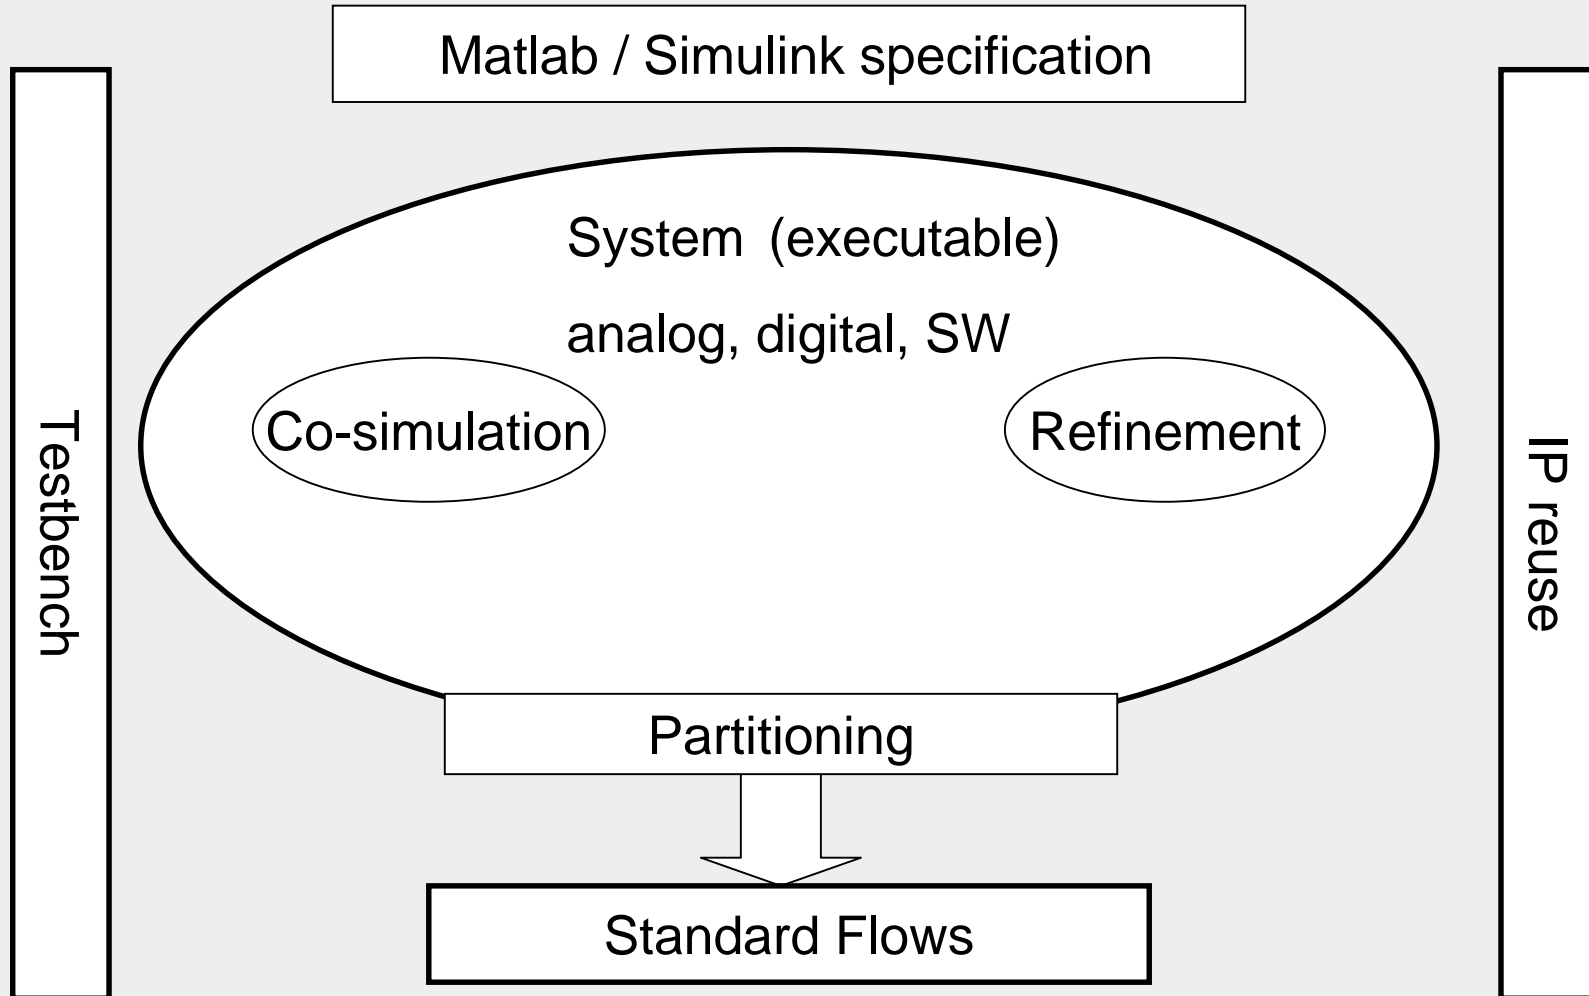 Matlab / Simulink specification
Testbench
System (executable)
analog, digital, SW
Co-simulation
Refinement
IP reuse
Partitioning
Standard Flows